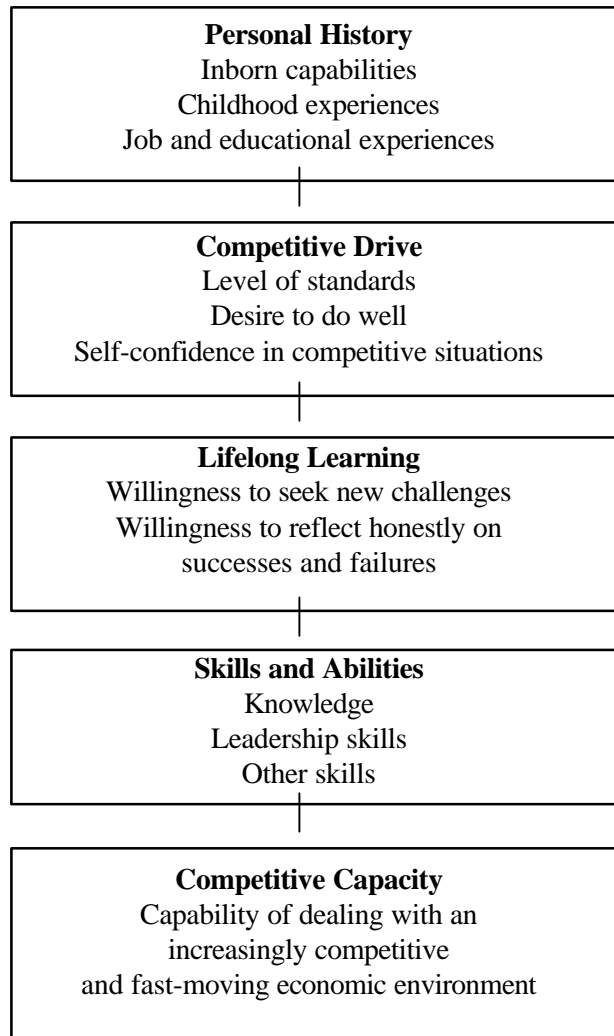 Personal History
Inborn capabilities
Childhood experiences
Job and educational experiences
Competitive Drive
Level of standards
Desire to do well
Self-confidence in competitive situations
Lifelong Learning
Willingness to seek new challenges
Willingness to reflect honestly on
successes and failures
Skills and Abilities
Knowledge
Leadership skills
Other skills
Competitive Capacity
Capability of dealing with an
increasingly competitive
and fast-moving economic environment